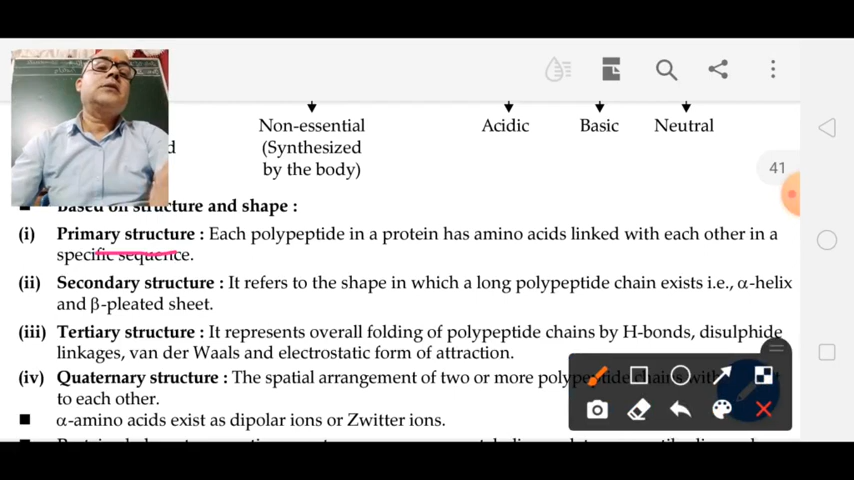 Non-essential Acidic Basic Neutral
(Synthesized
d
by the body)
41
Based on structure and shape :
(i) Primary structure : Each polypeptide in a protein has amino acids linked with each other in a
specific sequence.
(ii) Secondary structure : It refers to the shape in which a long polypeptide chain exists i.e., α-helix
and β-pleated sheet.
(iii) Tertiary structure : It represents overall folding of polypeptide chains by H-bonds, disulphide
linkages, van der Waals and electrostatic form of attraction.
(iv) Quaternary structure : The spatial arrangement of two or more polypeptide chains with
to each other.
■ α-amino acids exist as dipolar ions or Zwitter ions.